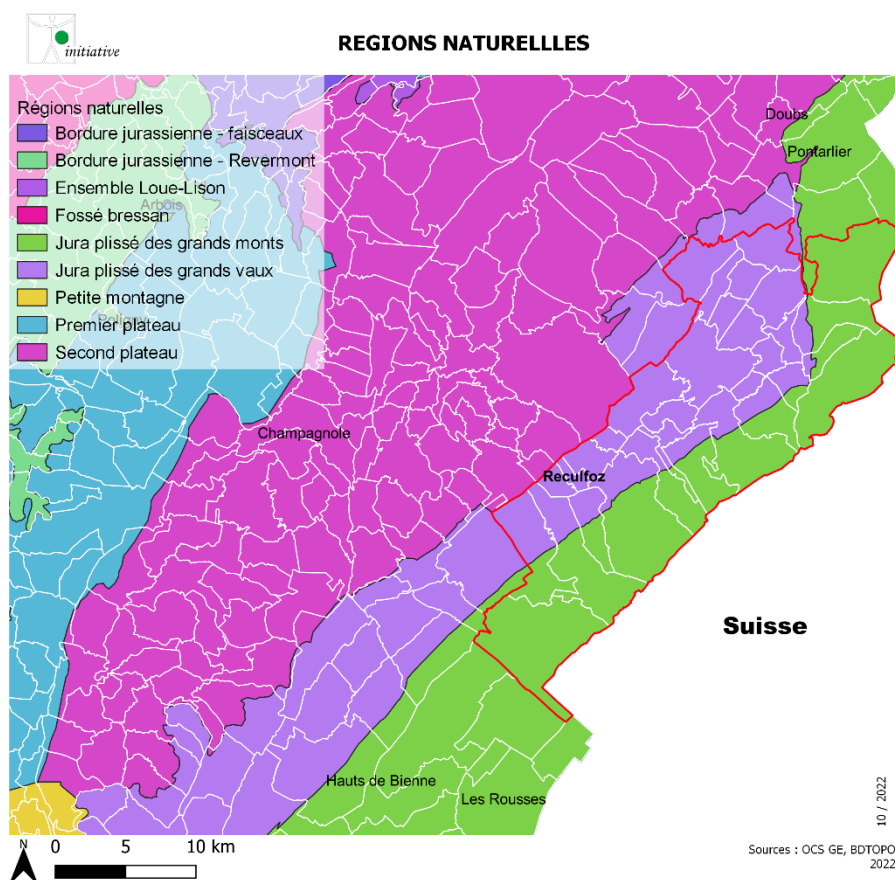 initiative
REGIONS NATURELLLES
Régions naturelles
Bordure jurassienne - faisceaux
Bordure jurassienne - Revermont
Ensemble Loue-Lison
Fossé bressan
Jura plissé des grands monts
Jura plissé des grands vaux
Petite montagne
Premier plateau
Second plateau
Arbois
Poligny
Doubs
Pontarlier
Champagnole
Reculfoz
Suisse
Hauts de Bienne
Les Rousses
N
0 5 10 km
10 / 2022
Sources : OCS GE, BDTOPO
2022